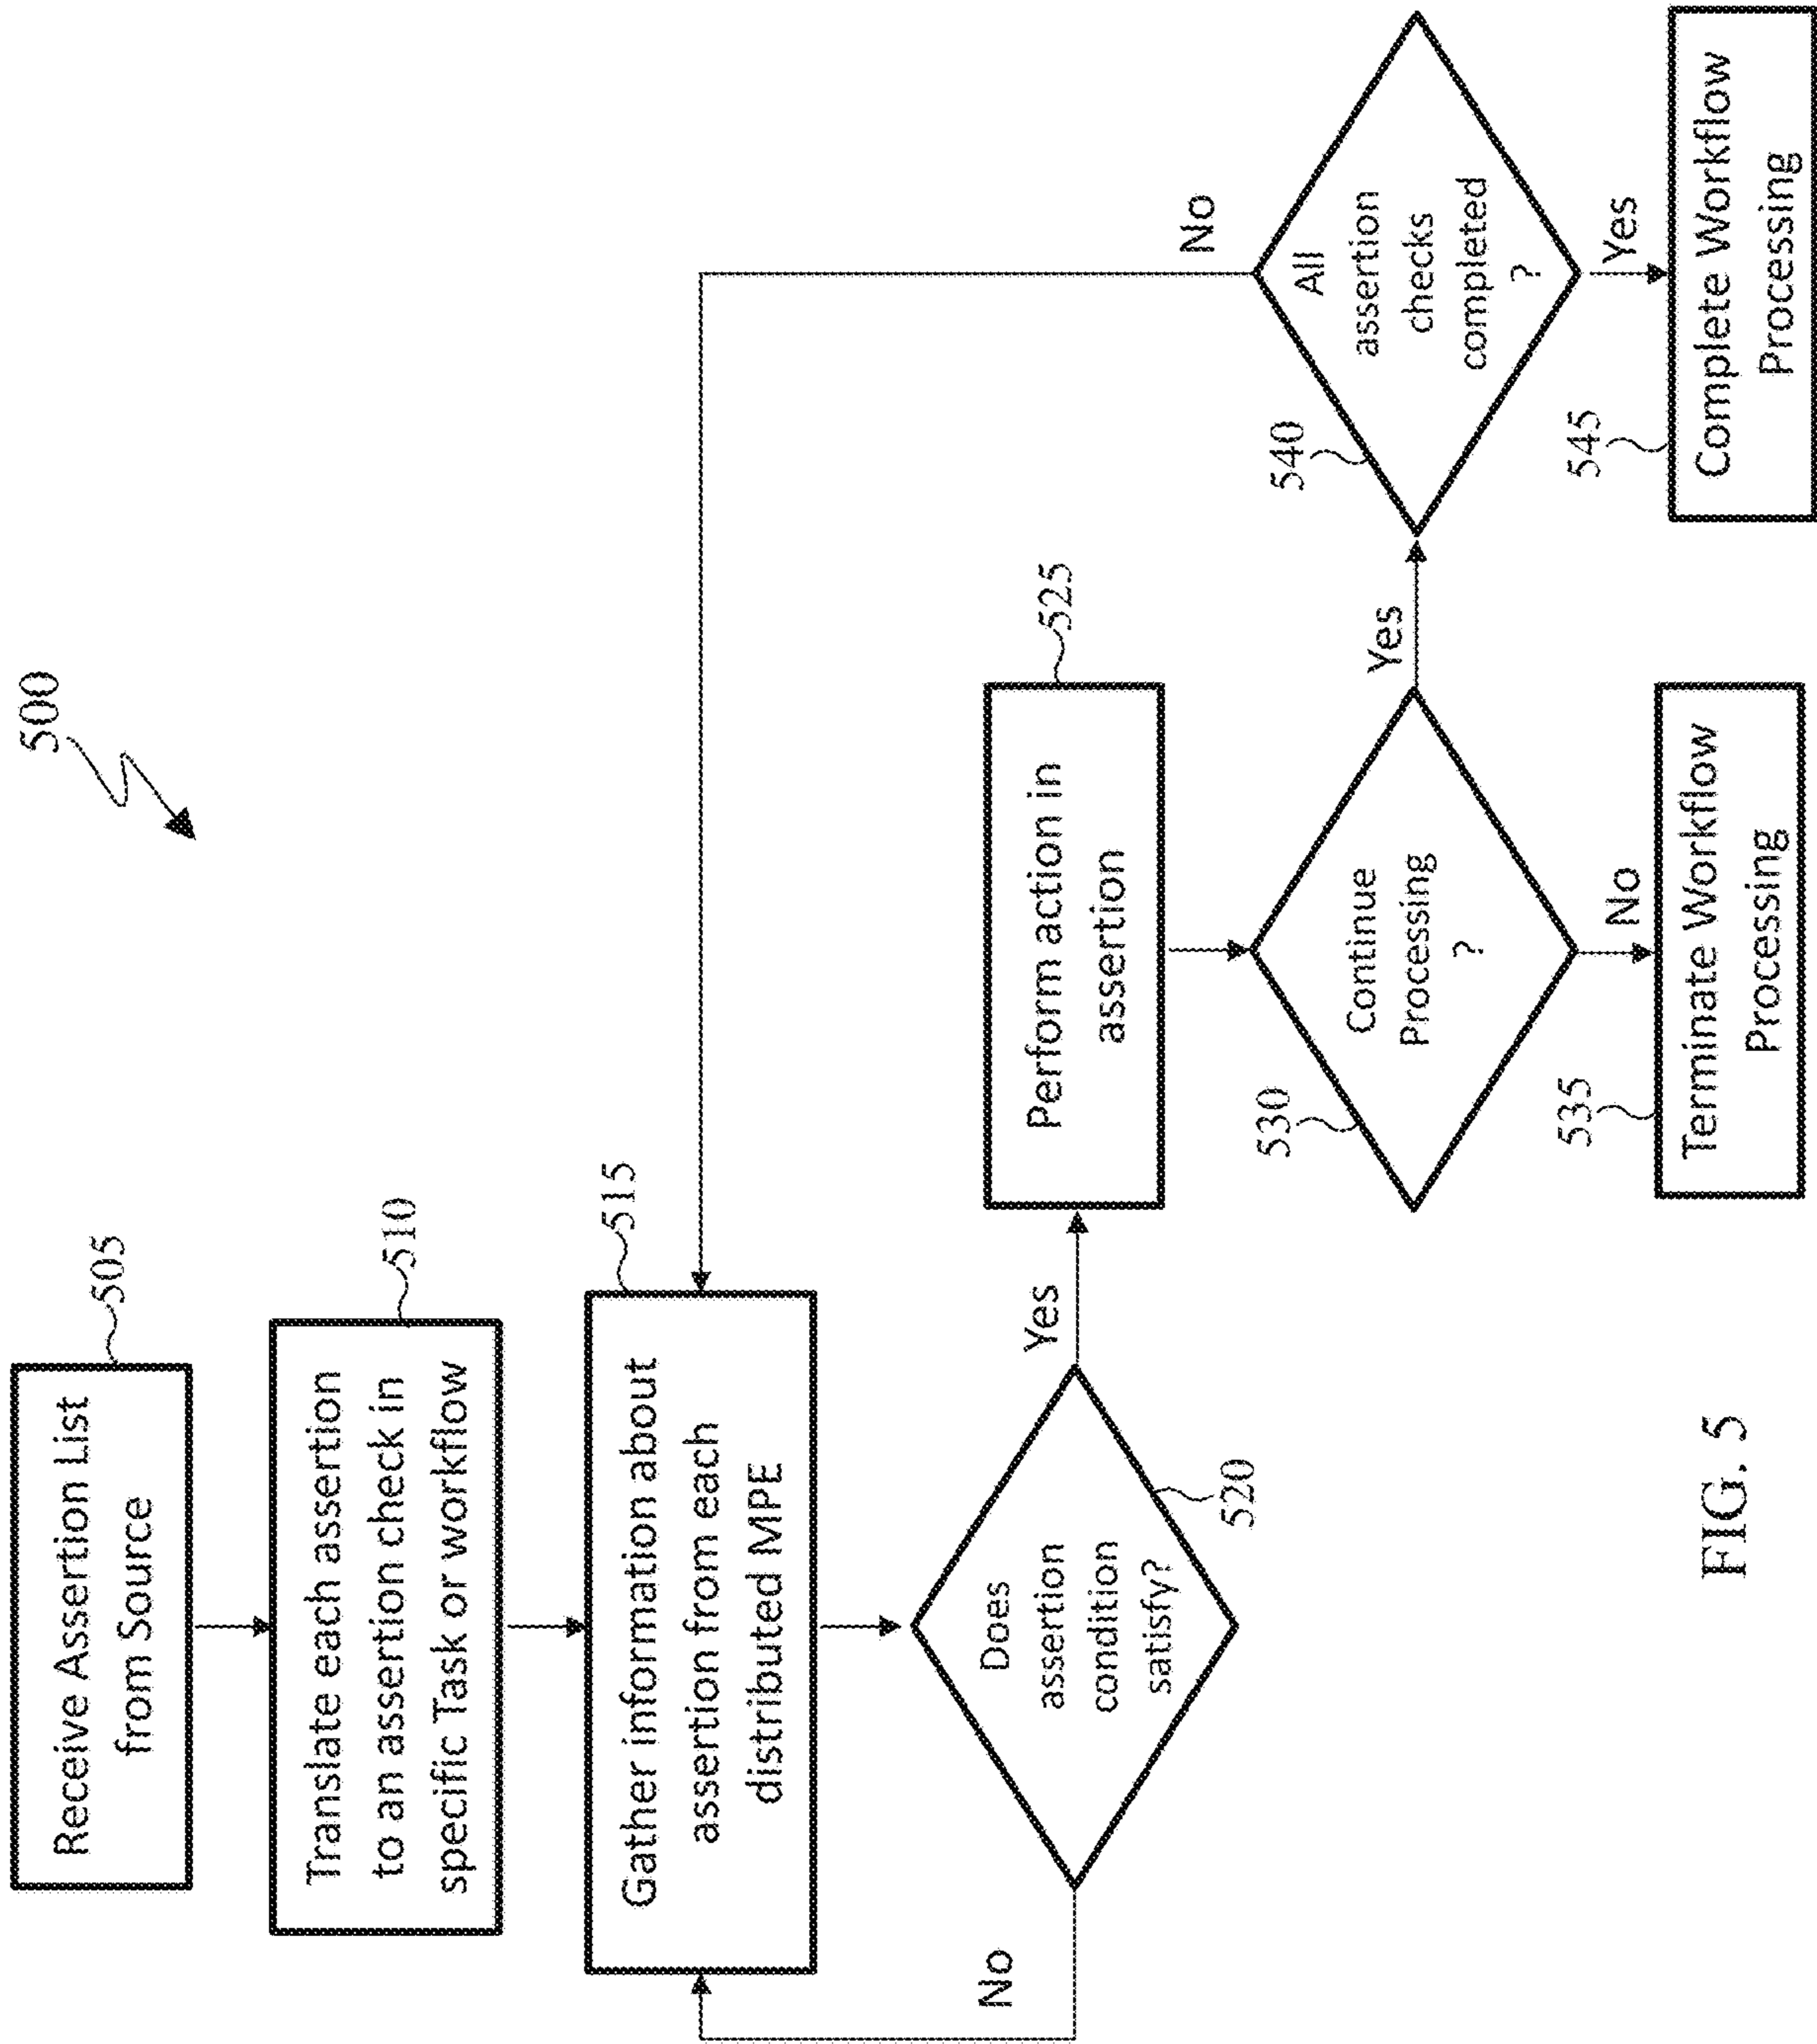 500
Receive Assertion List
from Source
505
Translate each assertion
to an assertion check in
specific Task or workflow
510
Gather information about
assertion from each
distributed MPE
515
Does
assertion
condition
satisfy?
520
No
Yes
Perform action in
assertion
525
Continue
Processing
?
530
No
Terminate Workflow
Processing
535
Yes
All
assertion
checks
completed
?
540
No
Yes
Complete Workflow
Processing
545
FIG. 5